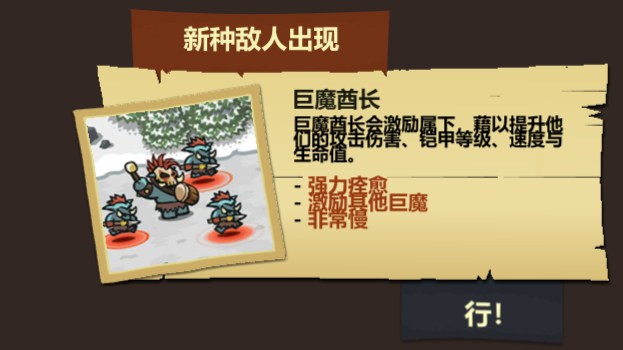 新种敌人出现
巨魔酋长
巨魔酋长会激励属下，藉以提升他
们的攻击伤害、铠甲等级、速度与
生命值。
- 强力痊愈
- 激励其他巨魔
- 非常慢
行!